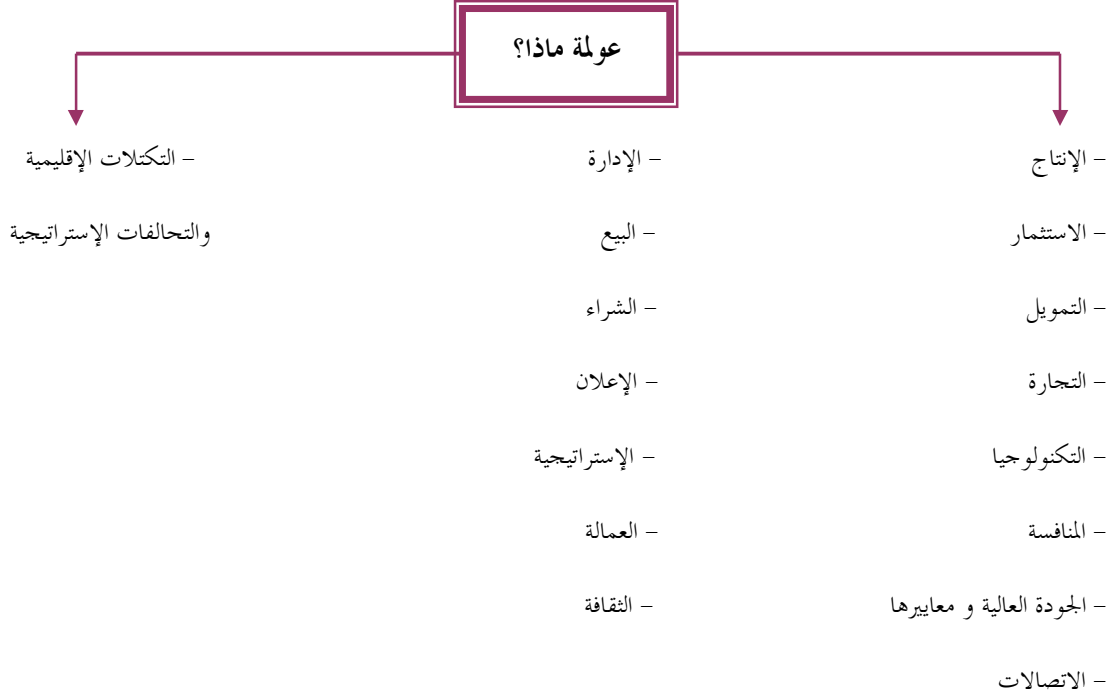 عولمة ماذا؟
– الإنتاج
– الاستثمار
– التمويل
– التجارة
– التكنولوجيا
– المنافسة
– الجودة العالية و معاييرها
– الاتصالات
– الإدارة
– البيع
– الشراء
– الإعلان
– الإستراتيجية
– العمالة
– الثقافة
– التكتلات الإقليمية
والتحالفات الإستراتيجية